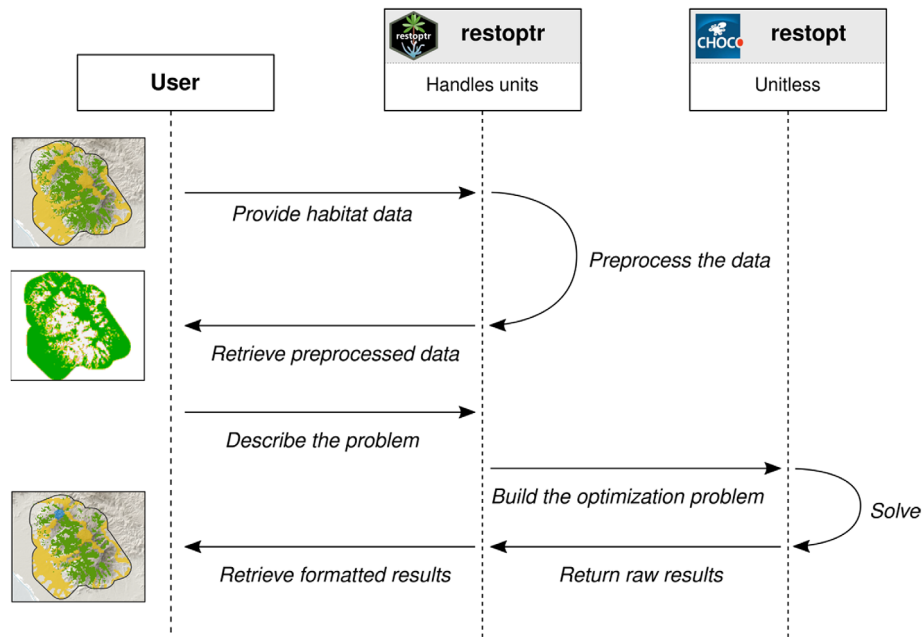 restoptr
restoptr
CHOCO
restopt
User
Handles units
Unitless
Provide habitat data
Preprocess the data
Retrieve preprocessed data
Describe the problem
Build the optimization problem
Solve
Retrieve formatted results
Return raw results